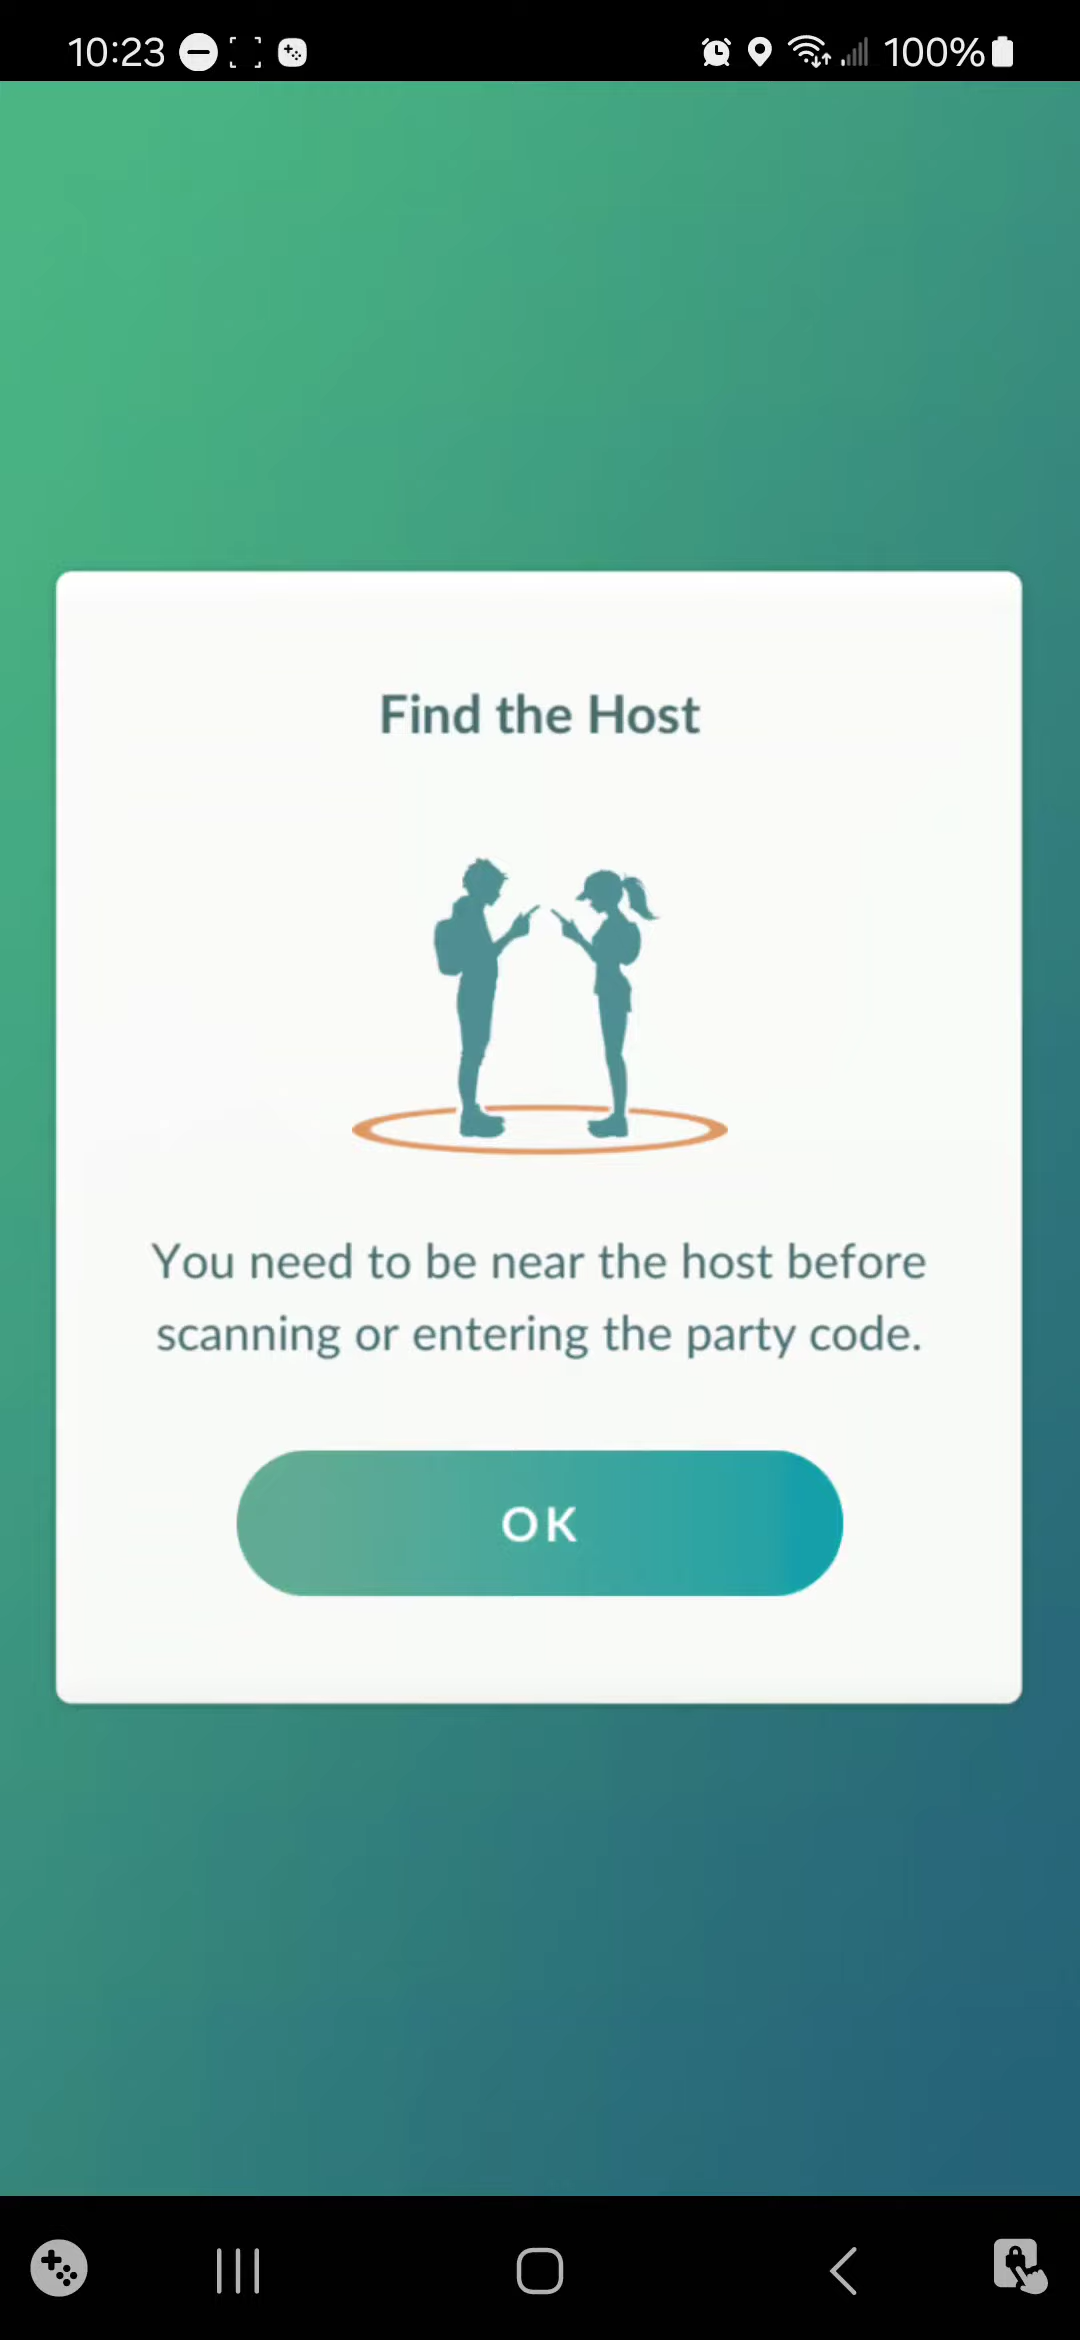 10:23
100%
Find the Host
You need to be near the host before
scanning or entering the party code.
OK